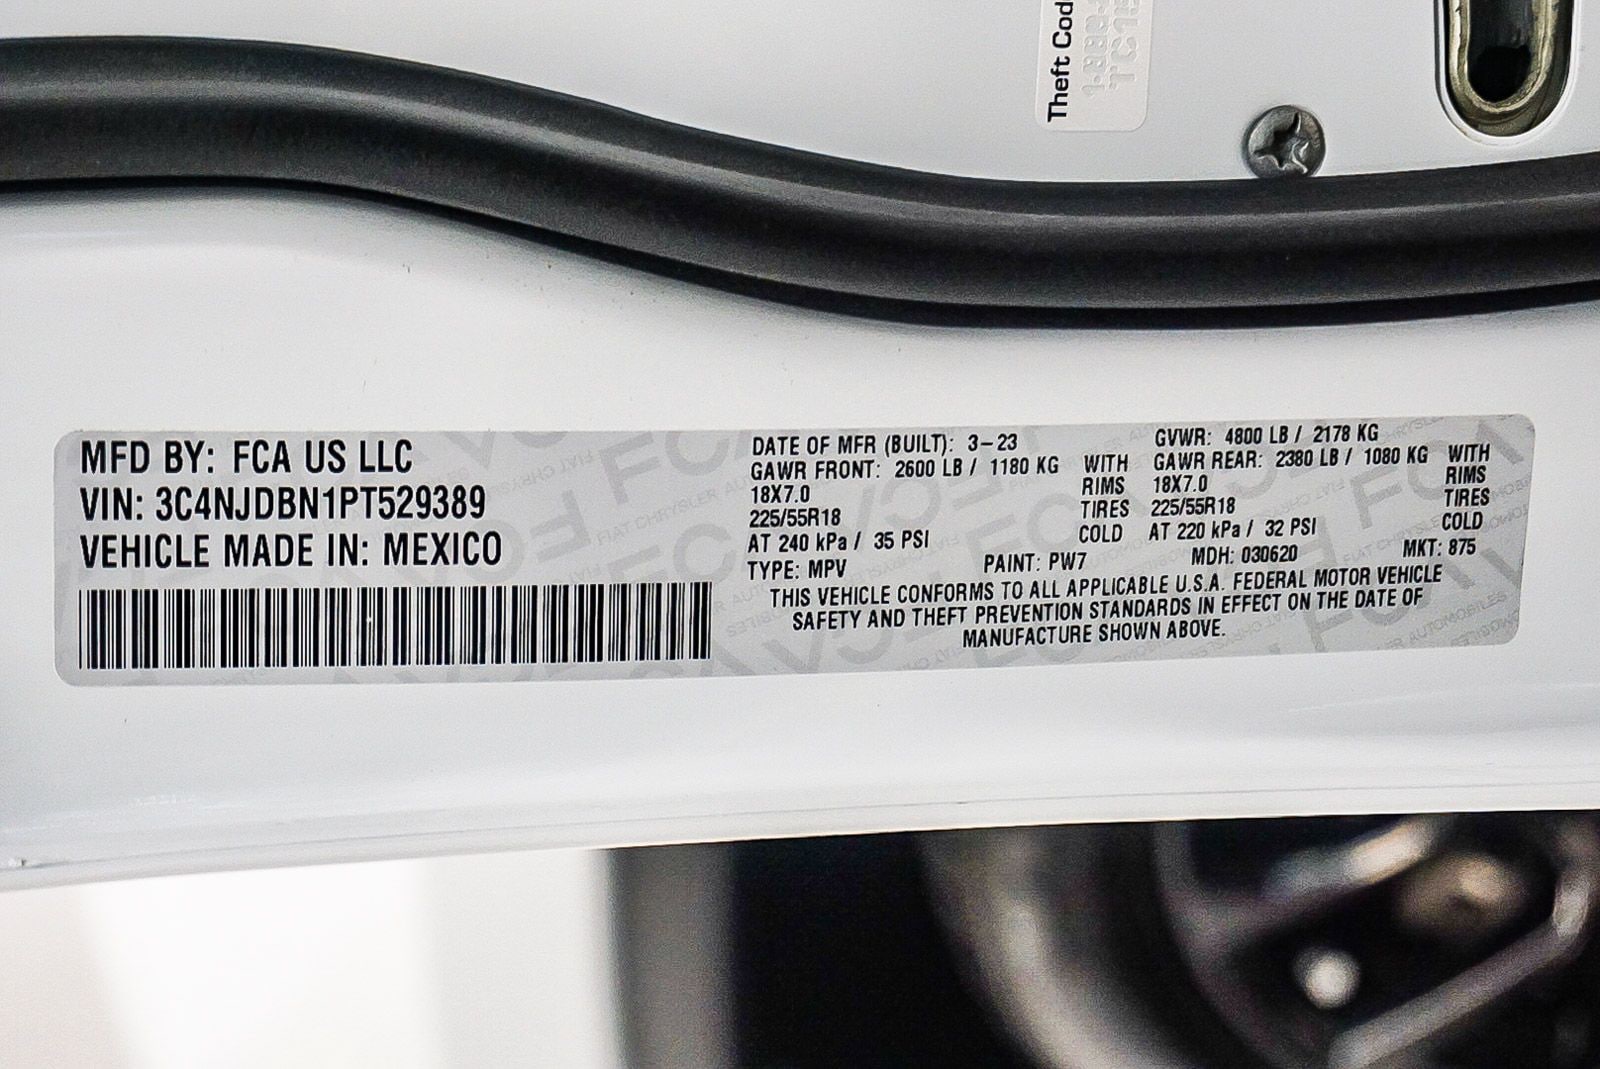 Theft Cod
MFD BY: FCA US LLC
VIN: 3C4NJDBN1PT529389
VEHICLE MADE IN: MEXICO
DATE OF MFR (BUILT): 3-23
GAWR FRONT: 2600 LB / 1180 KG WITH
18X7.0 RIMS
225/55R18 TIRES
AT 240 kPa / 35 PSI COLD
GVWR: 4800 LB / 2178 KG
GAWR REAR: 2380 LB / 1080 KG WITH
18X7.0 RIMS
225/55R18 TIRES
AT 220 kPa / 32 PSI COLD
TYPE: MPV PAINT: PW7 MDH: 030620 MKT: 875
THIS VEHICLE CONFORMS TO ALL APPLICABLE U.S.A. FEDERAL MOTOR VEHICLE
SAFETY AND THEFT PREVENTION STANDARDS IN EFFECT ON THE DATE OF
MANUFACTURE SHOWN ABOVE.